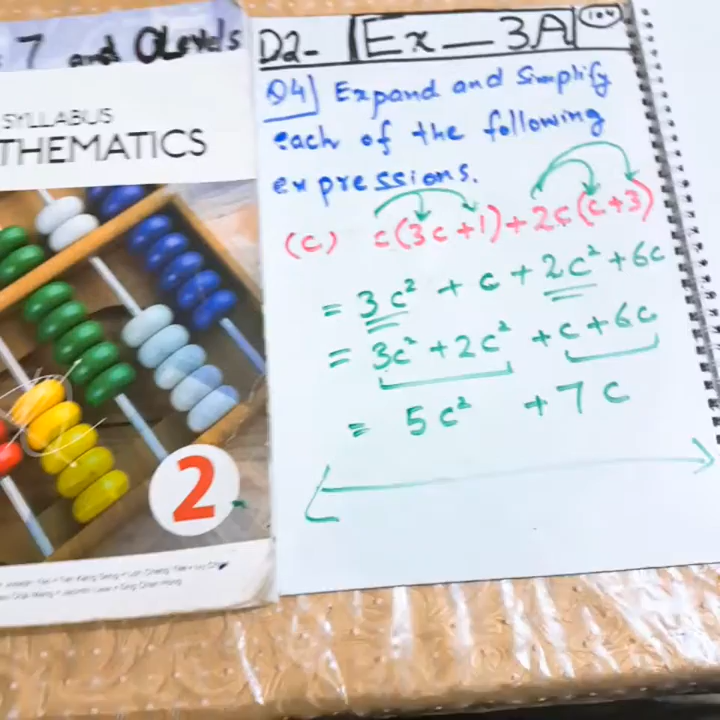 7 and OLevels
SYLLABUS
THEMATICS
2
D2- Ex — 3A
104
Q4] Expand and Simplify
each of the following
expressions.
(c) c(3c+1)+2c(c+3)
= 3c² + c + 2c² + 6c
= 3c² + 2c² + c + 6c
= 5c² + 7c